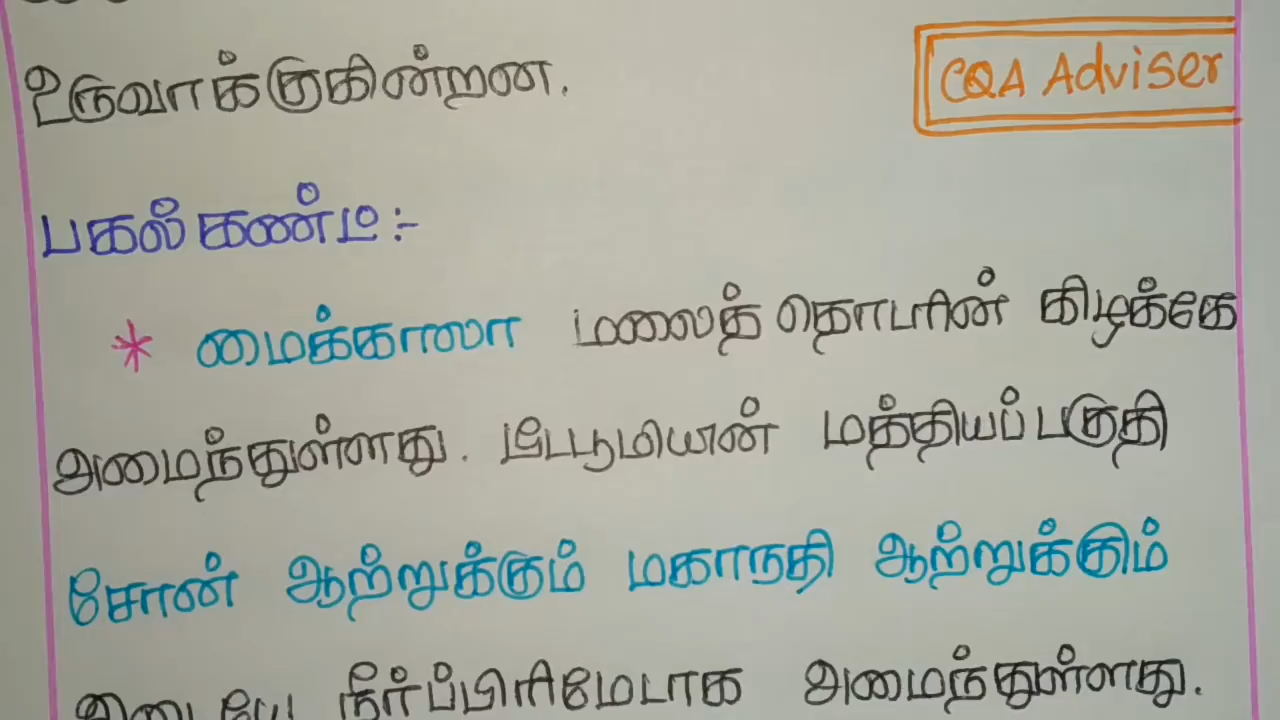 உருவாக்குகின்றன.
CQA Adviser
பகல்கண்ட் :-
* மைக்காலா மலைத்தொடரின் கிழக்கே
அமைந்துள்ளது. பீடபூமியின் மத்தியப் பகுதி
சோன் ஆற்றுக்கும் மகாநதி ஆற்றுக்கும்
இடையே நீர்ப்பிரிமேடாக அமைந்துள்ளது.